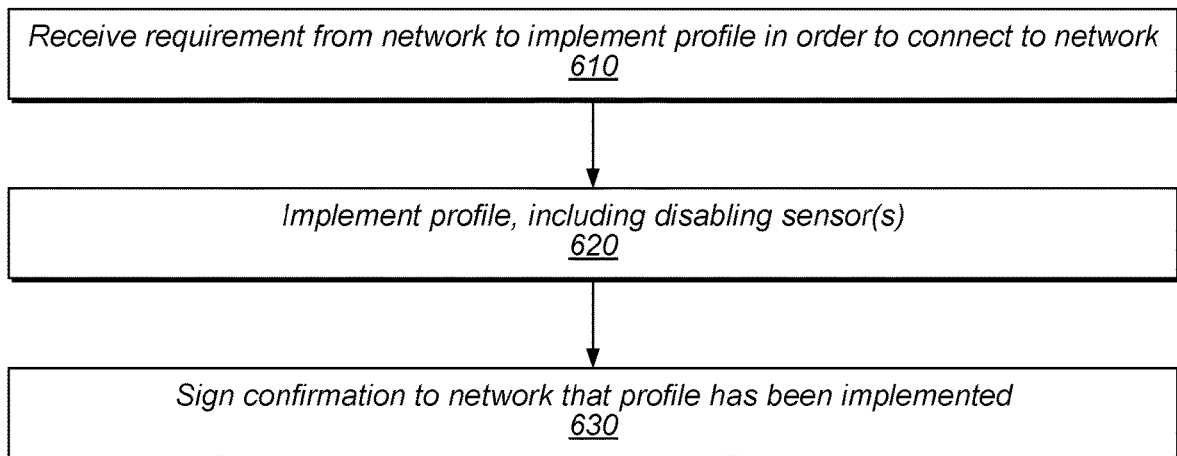 Receive requirement from network to implement profile in order to connect to network
610
Implement profile, including disabling sensor(s)
620
Sign confirmation to network that profile has been implemented
630